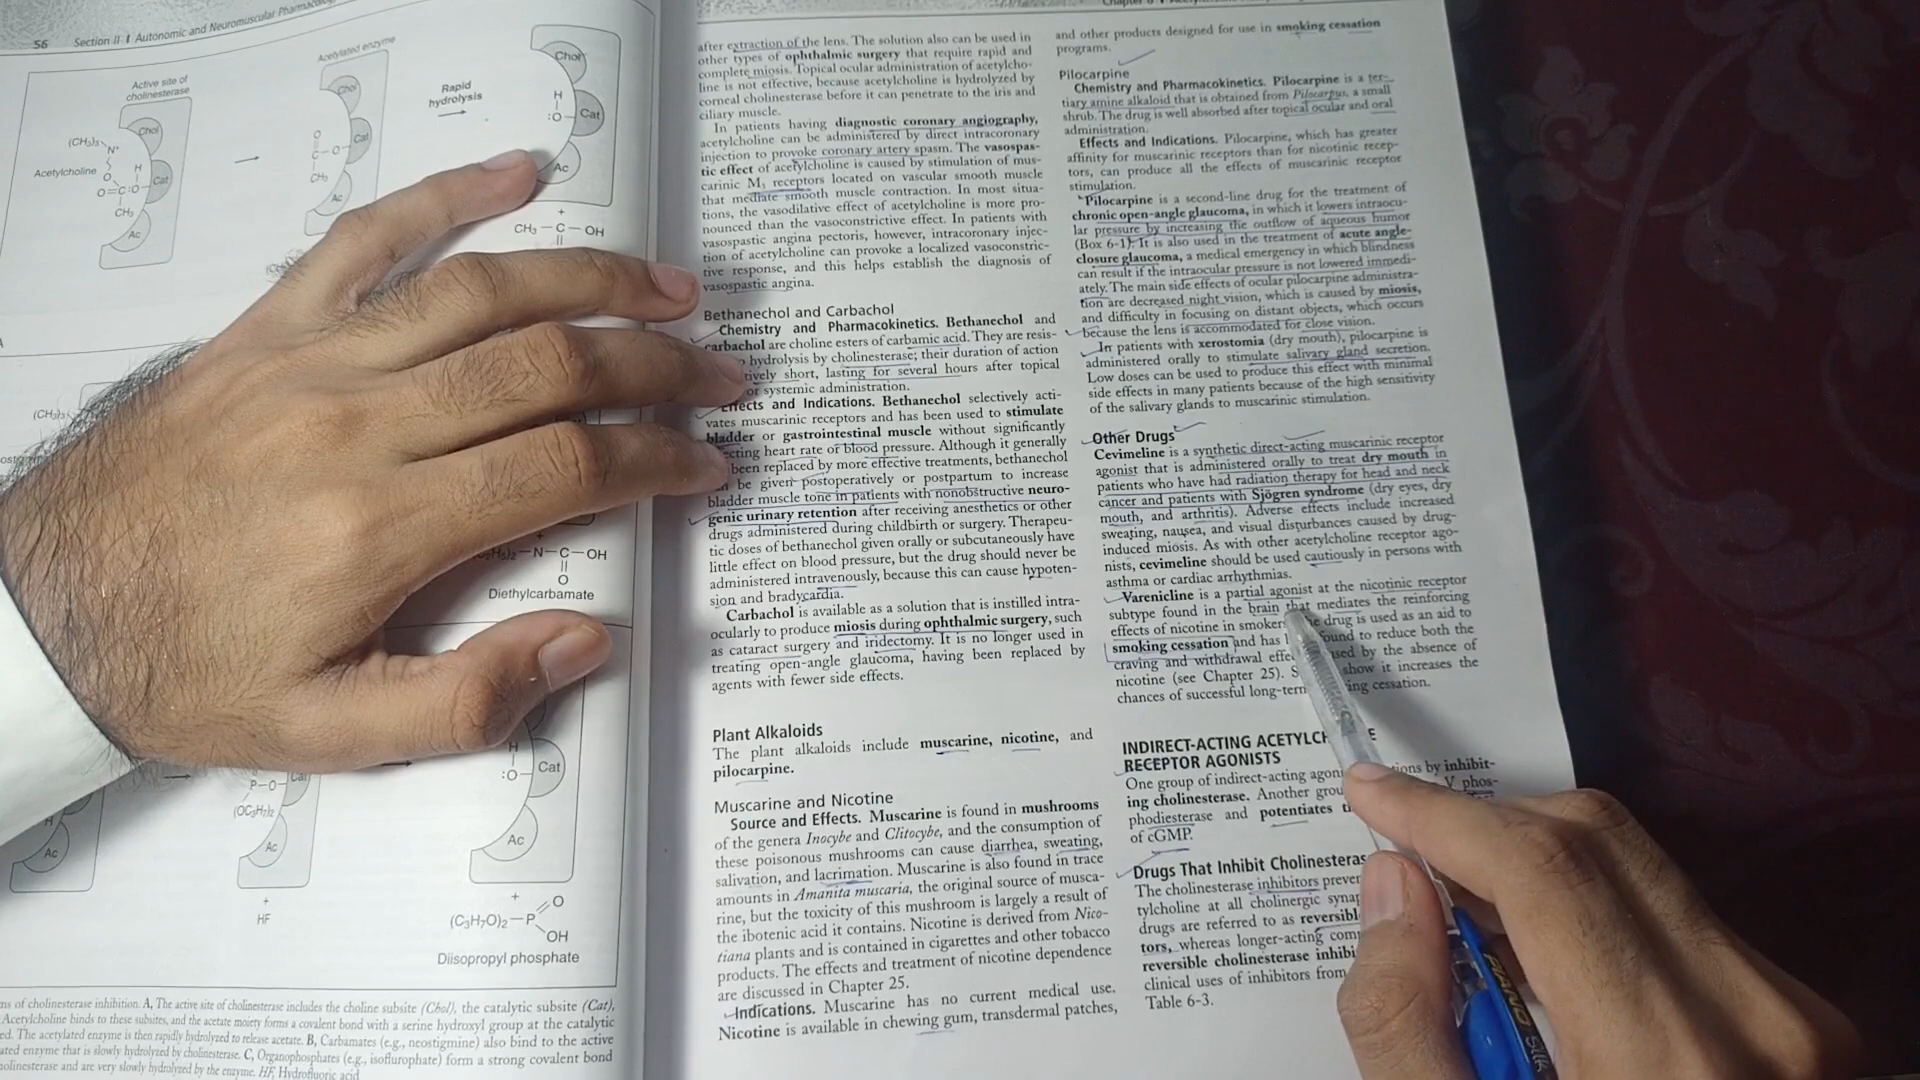 56 Section II I Autonomic and Neuromuscular
Active site of
cholinesterase
Chol
(CH₃)₃
N⁺
Acetylcholine
O
H
O=C
:O
Cat
CH₃
Ac
Acetylated enzyme
Chol
O
C—O
Cat
CH₃
Ac
Rapid
hydrolysis
Chol
H
:O
Cat
Ac
+
CH₃ — C — OH
(CH₃)₃
N—C—OH
O
Diethylcarbamate
P—O
Cat
(OC₃H₇)₂
Ac
H
Ac
+
HF
H
:O
Cat
Ac
+
(C₃H₇O)₂—P
O
OH
Diisopropyl phosphate
ns of cholinesterase inhibition. A, The active site of cholinesterase includes the choline subsite (Chol), the catalytic subsite (Cat),
Acetylcholine binds to these subsites, and the acetate moiety forms a covalent bond with a serine hydroxyl group at the catalytic
ed. The acetylated enzyme is then rapidly hydrolyzed to release acetate. B, Carbamates (e.g., neostigmine) also bind to the active
ated enzyme that is slowly hydrolyzed by cholinesterase. C, Organophosphates (e.g., isoflurophate) form a strong covalent bond
holinesterase and are very slowly hydrolyzed by the enzyme. HF, Hydrofluoric acid
after extraction of the lens. The solution also can be used in
other types of ophthalmic surgery that require rapid and
complete miosis. Topical ocular administration of acetylcho-
line is not effective, because acetylcholine is hydrolyzed by
corneal cholinesterase before it can penetrate to the iris and
ciliary muscle.
In patients having diagnostic coronary angiography,
acetylcholine can be administered by direct intracoronary
injection to provoke coronary artery spasm. The vasospas-
tic effect of acetylcholine is caused by stimulation of mus-
carinic M₃ receptors located on vascular smooth muscle
that mediate smooth muscle contraction. In most situa-
tions, the vasodilative effect of acetylcholine is more pro-
nounced than the vasoconstrictive effect. In patients with
vasospastic angina pectoris, however, intracoronary injec-
tion of acetylcholine can provoke a localized vasoconstric-
tive response, and this helps establish the diagnosis of
vasospastic angina.
Bethanechol and Carbachol
Chemistry and Pharmacokinetics. Bethanechol and
carbachol are choline esters of carbamic acid. They are resis-
hydrolysis by cholinesterase; their duration of action
tively short, lasting for several hours after topical
or systemic administration.
Effects and Indications. Bethanechol selectively acti-
vates muscarinic receptors and has been used to stimulate
bladder or gastrointestinal muscle without significantly
cting heart rate or blood pressure. Although it generally
been replaced by more effective treatments, bethanechol
be given postoperatively or postpartum to increase
bladder muscle tone in patients with nonobstructive neuro-
genic urinary retention after receiving anesthetics or other
drugs administered during childbirth or surgery. Therapeu-
tic doses of bethanechol given orally or subcutaneously have
little effect on blood pressure, but the drug should never be
administered intravenously, because this can cause hypoten-
sion and bradycardia.
Carbachol is available as a solution that is instilled intra-
ocularly to produce miosis during ophthalmic surgery, such
as cataract surgery and iridectomy. It is no longer used in
treating open-angle glaucoma, having been replaced by
agents with fewer side effects.
Plant Alkaloids
The plant alkaloids include muscarine, nicotine, and
pilocarpine.
Muscarine and Nicotine
Source and Effects. Muscarine is found in mushrooms
of the genera Inocybe and Clitocybe, and the consumption of
these poisonous mushrooms can cause diarrhea, sweating,
salivation, and lacrimation. Muscarine is also found in trace
amounts in Amanita muscaria, the original source of musca-
rine, but the toxicity of this mushroom is largely a result of
the ibotenic acid it contains. Nicotine is derived from Nico-
tiana plants and is contained in cigarettes and other tobacco
products. The effects and treatment of nicotine dependence
are discussed in Chapter 25.
Indications. Muscarine has no current medical use.
Nicotine is available in chewing gum, transdermal patches,
and other products designed for use in smoking cessation
programs.
Pilocarpine
Chemistry and Pharmacokinetics. Pilocarpine is a ter-
tiary amine alkaloid that is obtained from Pilocarpus, a small
shrub. The drug is well absorbed after topical ocular and oral
administration.
Effects and Indications. Pilocarpine, which has greater
affinity for muscarinic receptors than for nicotinic recep-
tors, can produce all the effects of muscarinic receptor
stimulation.
Pilocarpine is a second-line drug for the treatment of
chronic open-angle glaucoma, in which it lowers intraocu-
lar pressure by increasing the outflow of aqueous humor
(Box 6-1). It is also used in the treatment of acute angle-
closure glaucoma, a medical emergency in which blindness
can result if the intraocular pressure is not lowered immedi-
ately. The main side effects of ocular pilocarpine administra-
tion are decreased night vision, which is caused by miosis,
and difficulty in focusing on distant objects, which occurs
because the lens is accommodated for close vision.
In patients with xerostomia (dry mouth), pilocarpine is
administered orally to stimulate salivary gland secretion.
Low doses can be used to produce this effect with minimal
side effects in many patients because of the high sensitivity
of the salivary glands to muscarinic stimulation.
Other Drugs
Cevimeline is a synthetic direct-acting muscarinic receptor
agonist that is administered orally to treat dry mouth in
patients who have had radiation therapy for head and neck
cancer and patients with Sjögren syndrome (dry eyes, dry
mouth, and arthritis). Adverse effects include increased
sweating, nausea, and visual disturbances caused by drug-
induced miosis. As with other acetylcholine receptor ago-
nists, cevimeline should be used cautiously in persons with
asthma or cardiac arrhythmias.
Varenicline is a partial agonist at the nicotinic receptor
subtype found in the brain that mediates the reinforcing
effects of nicotine in smokers he drug is used as an aid to
smoking cessation and has found to reduce both the
craving and withdrawal effe sed by the absence of
nicotine (see Chapter 25). S show it increases the
chances of successful long-term ing cessation.
INDIRECT-ACTING ACETYLCH E
RECEPTOR AGONISTS
One group of indirect-acting agoni tions by inhibit-
ing cholinesterase. Another grou V phos-
phodiesterase and potentiates
of cGMP.
Drugs That Inhibit Cholinesteras
The cholinesterase inhibitors preven
tylcholine at all cholinergic synap
drugs are referred to as reversibl
tors, whereas longer-acting com
reversible cholinesterase inhibi
clinical uses of inhibitors from
Table 6-3.
PIANO Silk